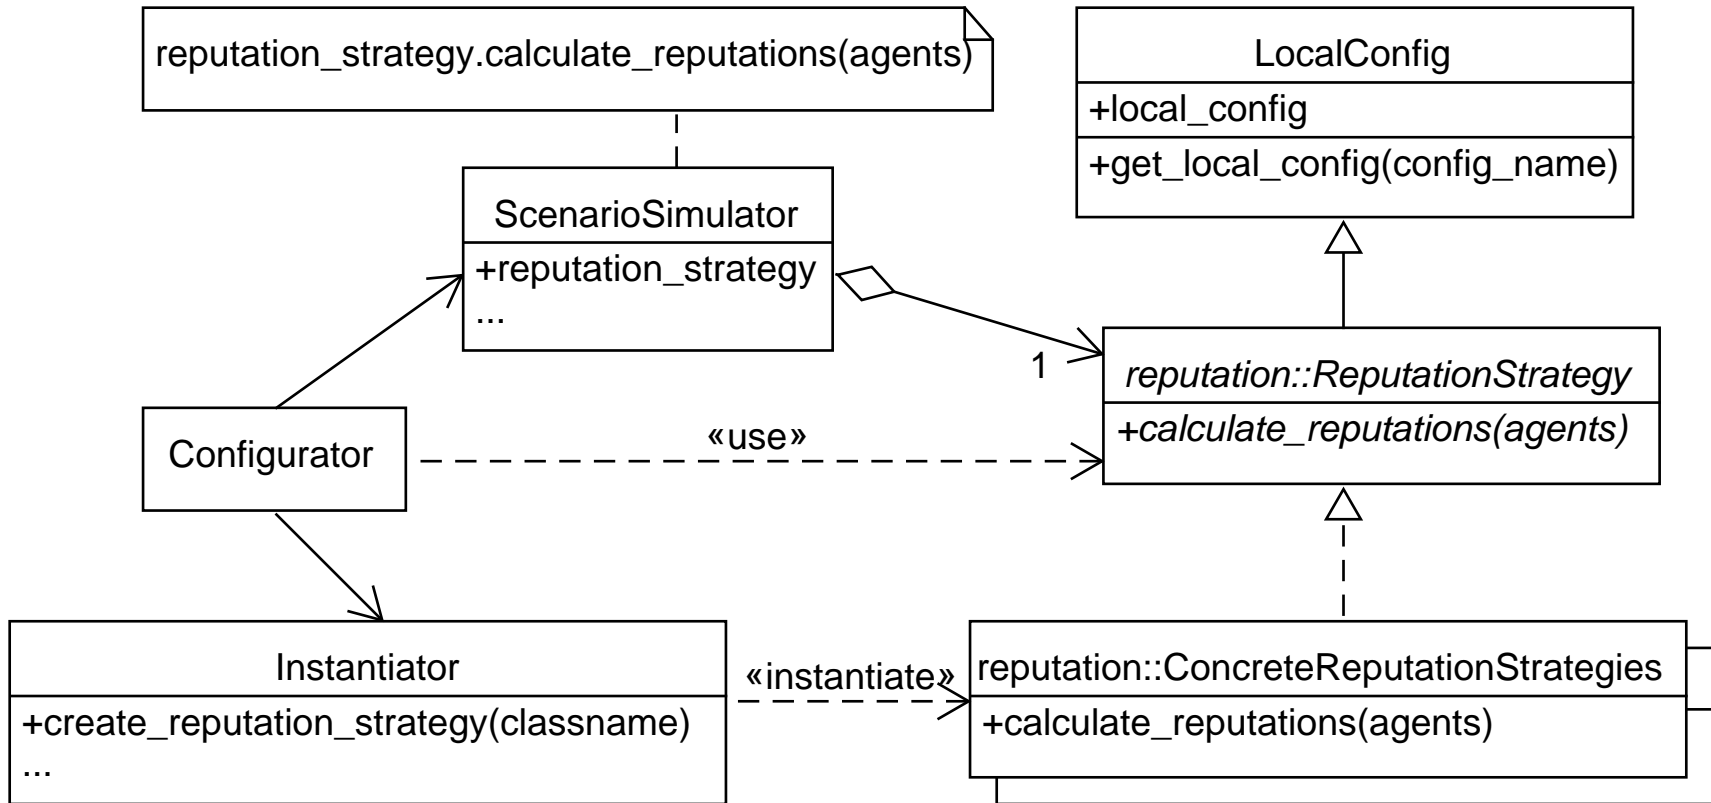 reputation_strategy.calculate_reputations(agents)
LocalConfig
+local_config
+get_local_config(config_name)
ScenarioSimulator
+reputation_strategy
...
1
reputation::ReputationStrategy
+calculate_reputations(agents)
Configurator
«use»
Instantiator
+create_reputation_strategy(classname)
...
«instantiate»
reputation::ConcreteReputationStrategies
+calculate_reputations(agents)